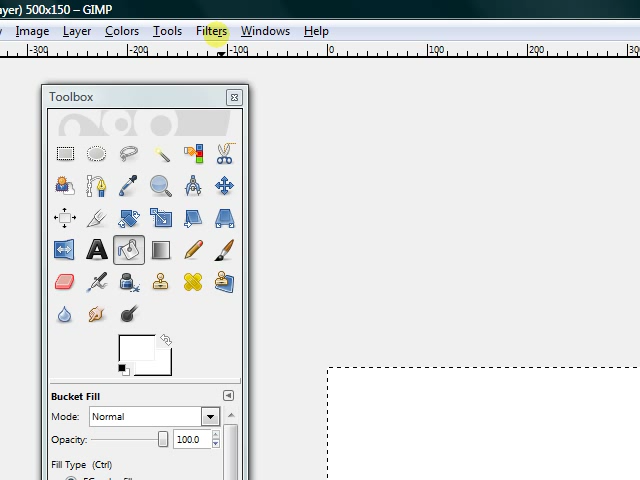 ayer) 500x150 – GIMP
Image Layer Colors Tools Filters Windows Help
-300 -200 -100 0 100 200 300
Toolbox
Bucket Fill
Mode: Normal
Opacity: 100.0
Fill Type (Ctrl)